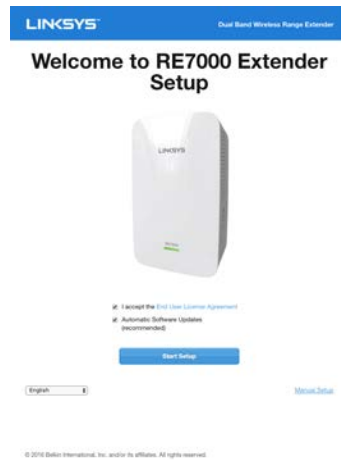 LINKSYS
Dual Band Wireless Range Extender
Welcome to RE7000 Extender
Setup
LINKSYS
I accept the End User License Agreement
Automatic Software Updates
(recommended)
Start Setup
English
Manual Setup
© 2016 Belkin International, Inc. and/or its affiliates. All rights reserved.